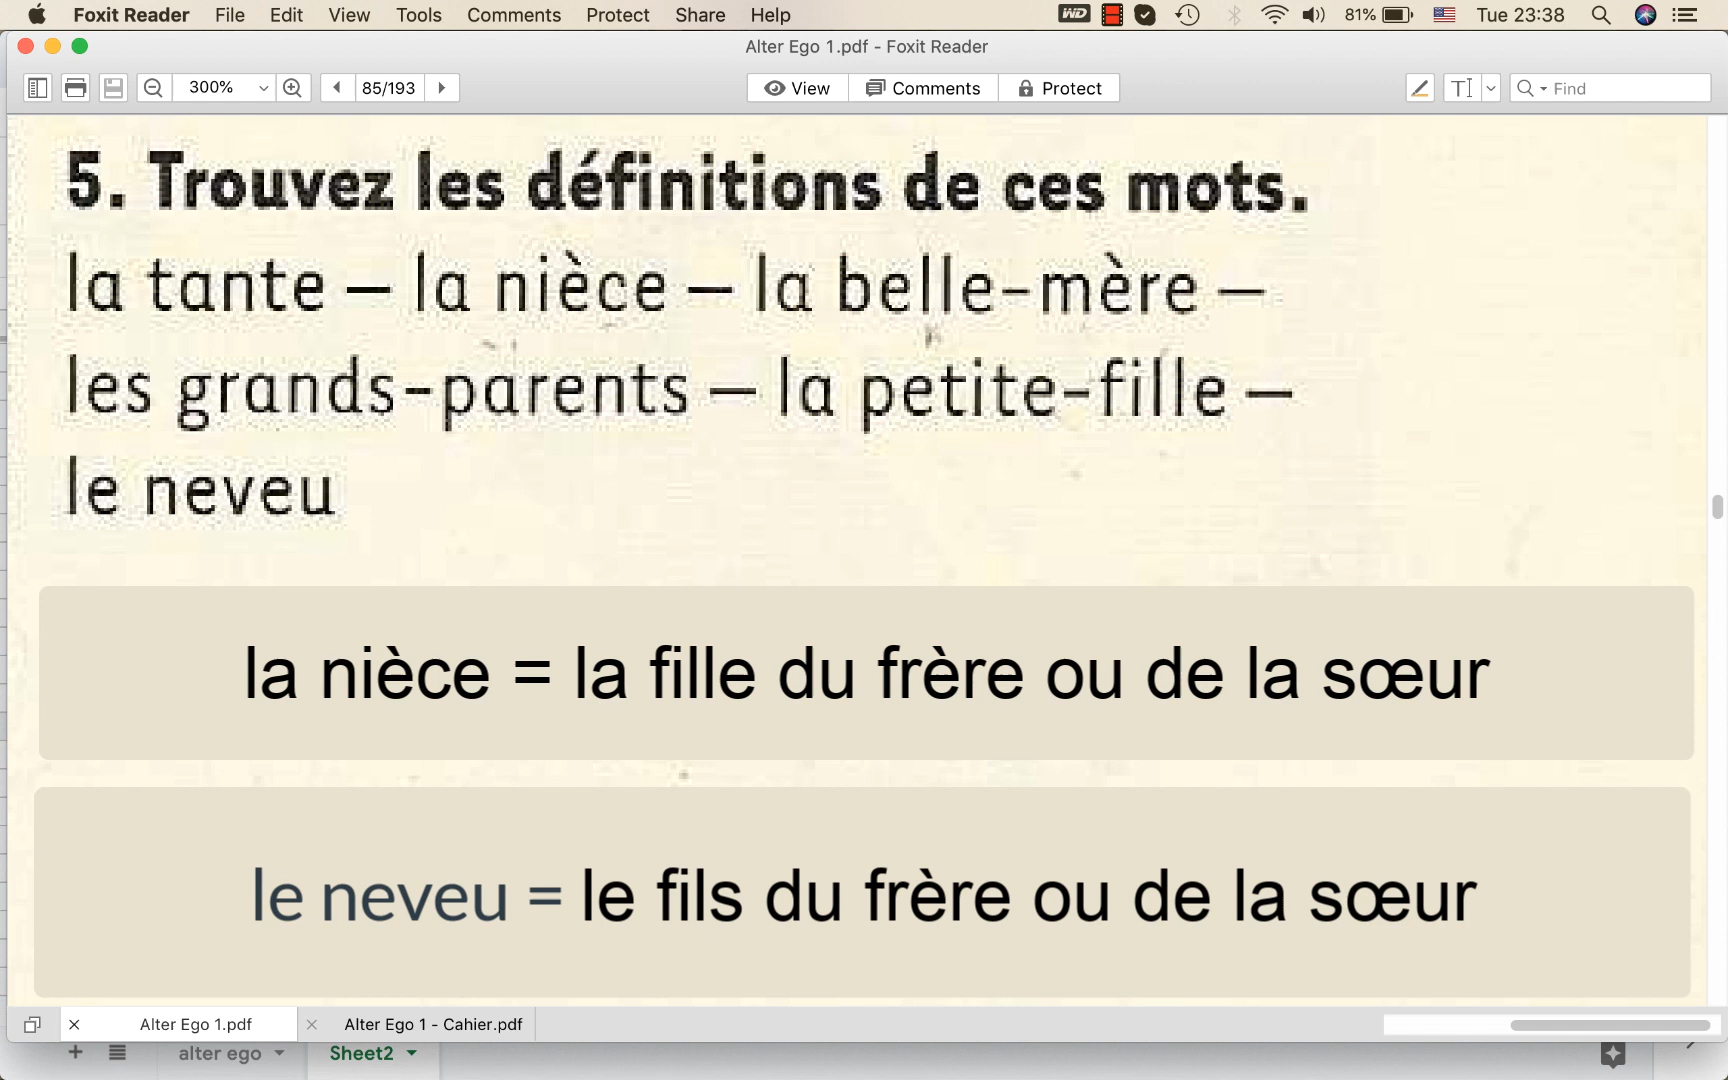 Foxit Reader File Edit View Tools Comments Protect Share Help WD 81% Tue 23:38
Alter Ego 1.pdf - Foxit Reader
300% 85/193 View Comments Protect T Find
5. Trouvez les définitions de ces mots.
la tante – la nièce – la belle-mère –
les grands-parents – la petite-fille –
le neveu
la nièce = la fille du frère ou de la sœur
le neveu = le fils du frère ou de la sœur
Alter Ego 1.pdf Alter Ego 1 - Cahier.pdf
alter ego Sheet2